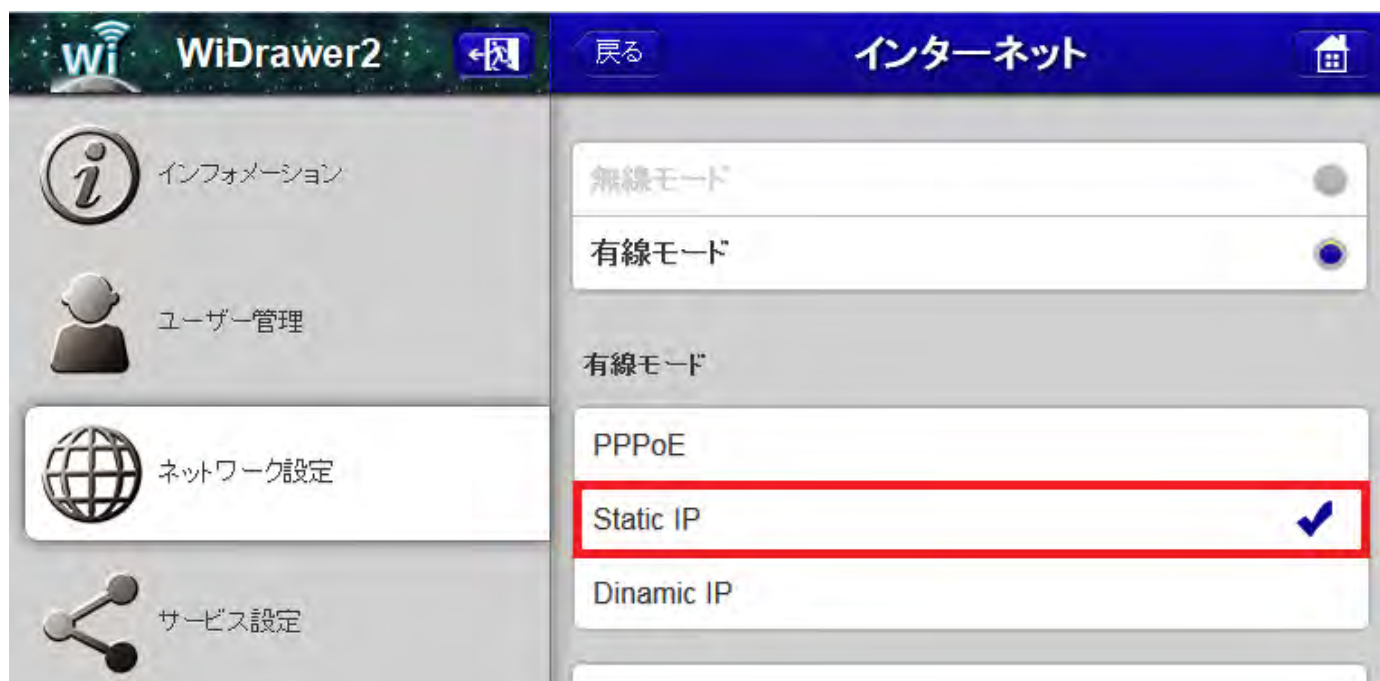 Wi WiDrawer2
インフォメーション
ユーザー管理
ネットワーク設定
サービス設定
戻る インターネット
無線モード
有線モード
有線モード
PPPoE
Static IP
Dinamic IP